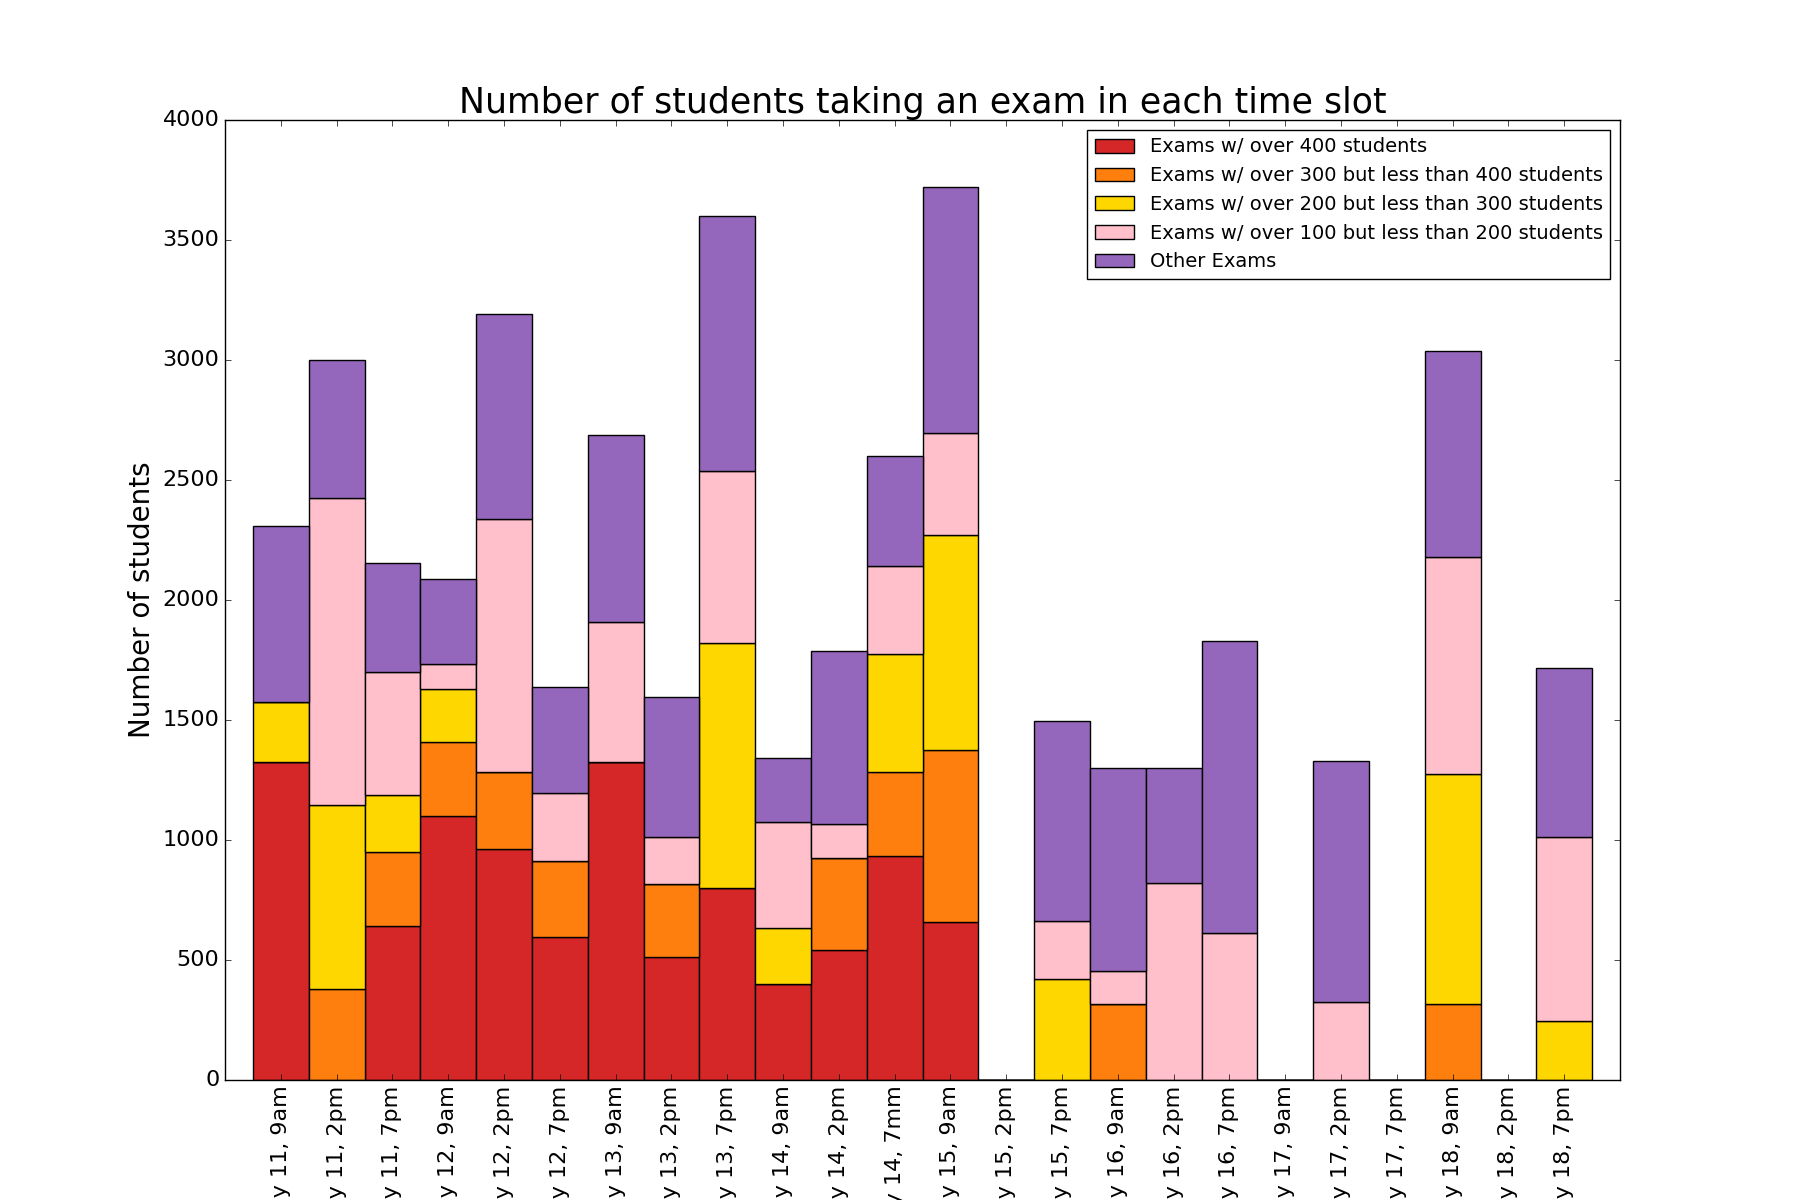 Number of students taking an exam in each time slot
4000
3500
3000
2500
2000
1500
1000
500
0
Number of students
Exams w/ over 400 students
Exams w/ over 300 but less than 400 students
Exams w/ over 200 but less than 300 students
Exams w/ over 100 but less than 200 students
Other Exams
y 11, 9am
y 11, 2pm
y 11, 7pm
y 12, 9am
y 12, 2pm
y 12, 7pm
y 13, 9am
y 13, 2pm
y 13, 7pm
y 14, 9am
y 14, 2pm
y 14, 7mm
y 15, 9am
y 15, 2pm
y 15, 7pm
y 16, 9am
y 16, 2pm
y 16, 7pm
y 17, 9am
y 17, 2pm
y 17, 7pm
y 18, 9am
y 18, 2pm
y 18, 7pm